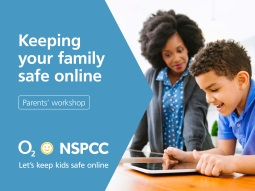 Keeping
your family
safe online
Parents' workshop
O2 NSPCC
Let's keep kids safe online